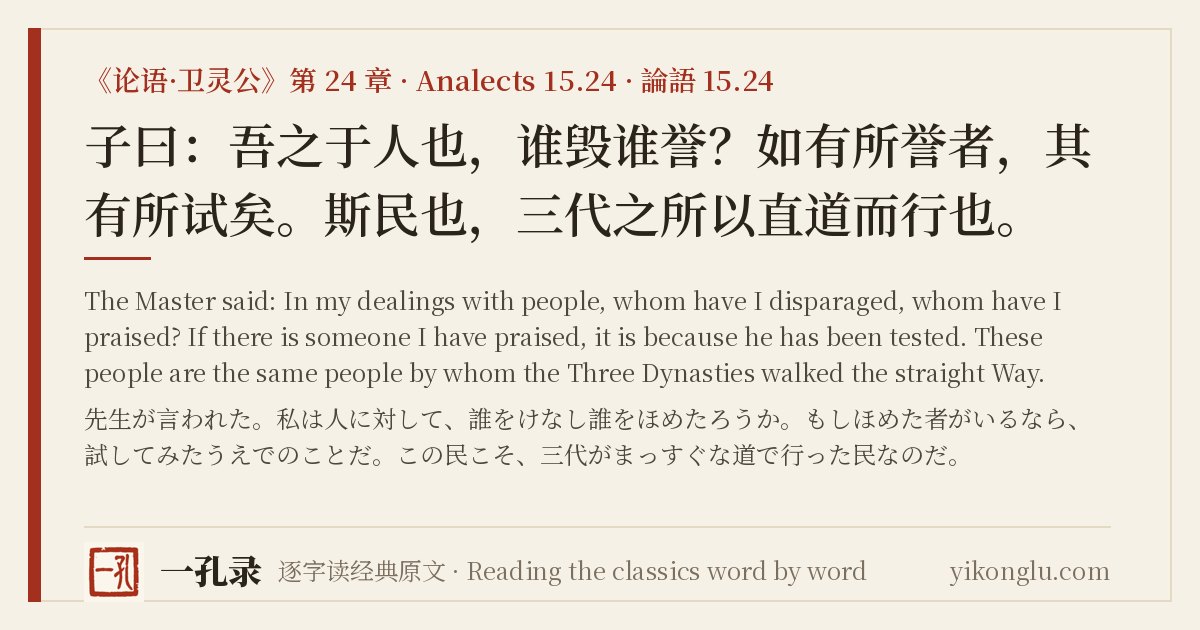 《论语·卫灵公》第 24 章 · Analects 15.24 · 論語 15.24
子曰：吾之于人也，谁毁谁誉？如有所誉者，其
有所试矣。斯民也，三代之所以直道而行也。
The Master said: In my dealings with people, whom have I disparaged, whom have I
praised? If there is someone I have praised, it is because he has been tested. These
people are the same people by whom the Three Dynasties walked the straight Way.
先生が言われた。私は人に対して、誰をけなし誰をほめたろうか。もしほめた者がいるなら、
試してみたうえでのことだ。この民こそ、三代がまっすぐな道で行った民なのだ。
一孔 一孔录 逐字读经典原文 · Reading the classics word by word yikonglu.com